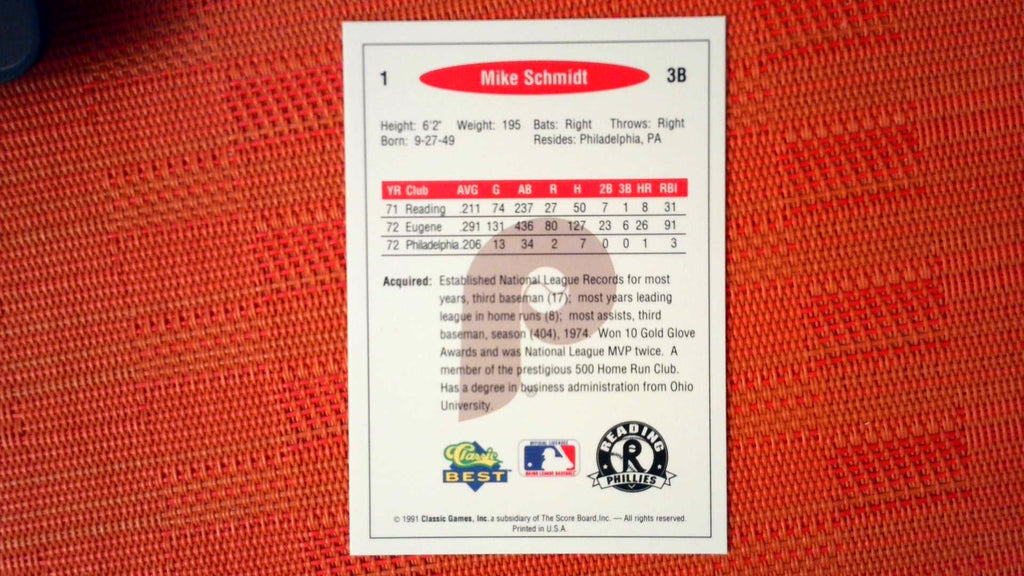 1 Mike Schmidt 3B
Height: 6'2" Weight: 195 Bats: Right Throws: Right
Born: 9-27-49 Resides: Philadelphia, PA
YR Club AVG G AB R H 2B 3B HR RBI
71 Reading .211 74 237 27 50 7 1 8 31
72 Eugene .291 131 436 80 127 23 6 26 91
72 Philadelphia .206 13 34 2 7 0 0 1 3
Acquired: Established National League Records for most
years, third baseman (17); most years leading
league in home runs (8); most assists, third
baseman, season (404), 1974. Won 10 Gold Glove
Awards and was National League MVP twice. A
member of the prestigious 500 Home Run Club.
Has a degree in business administration from Ohio
University.
®
Classic
BEST
OFFICIAL LICENSEE
MAJOR LEAGUE BASEBALL
READING
R
PHILLIES
© 1991 Classic Games, Inc. a subsidiary of The Score Board, Inc. — All rights reserved.
Printed in U.S.A.